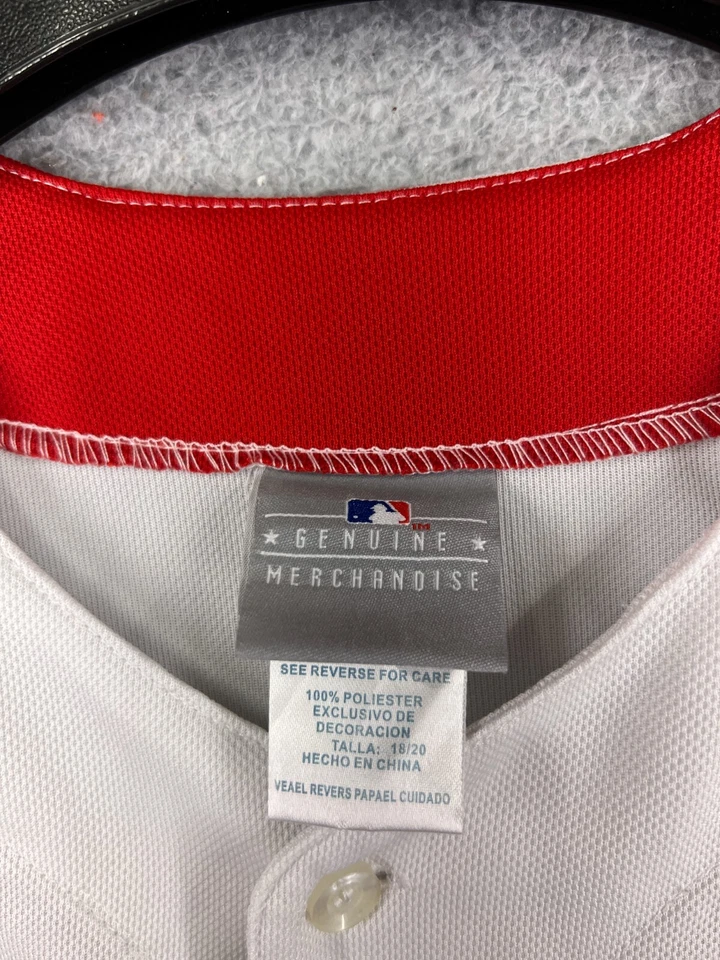 TM
★ GENUINE ★
MERCHANDISE
SEE REVERSE FOR CARE
100% POLIESTER
EXCLUSIVO DE
DECORACION
TALLA: 18/20
HECHO EN CHINA
VEAEL REVERS PAPAEL CUIDADO